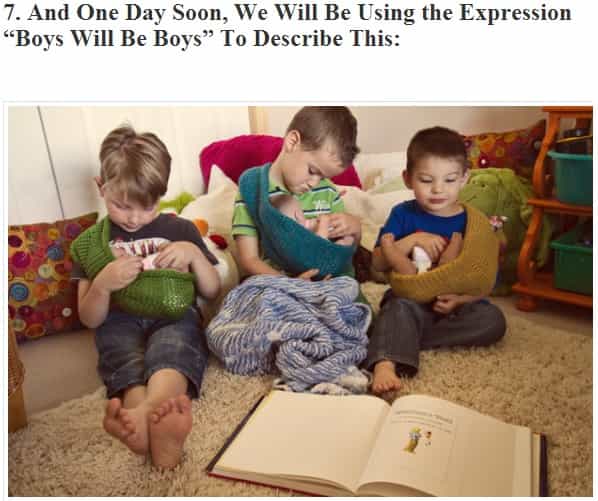 7. And One Day Soon, We Will Be Using the Expression
“Boys Will Be Boys” To Describe This: